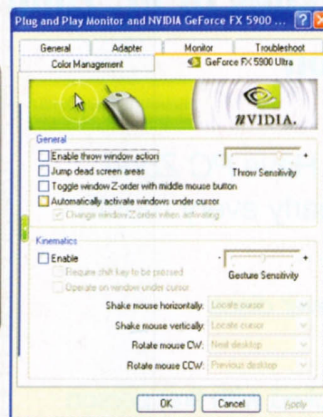 Plug and Play Monitor and NVIDIA GeForce FX 5900 ...
General Adapter Monitor Troubleshoot
Color Management GeForce FX 5900 Ultra
NVIDIA.
General
Enable throw window action
Jump dead screen areas
Toggle window Z-order with middle mouse button
Automatically activate windows under cursor
Change window Z-order when activating
- +
Throw Sensitivity
Kinematics
Enable
Require shift key to be pressed
Operate on window under cursor
- +
Gesture Sensitivity
Shake mouse horizontally: Locate cursor
Shake mouse vertically: Locate cursor
Rotate mouse CW: Next desktop
Rotate mouse CCW: Previous desktop
OK Cancel Apply